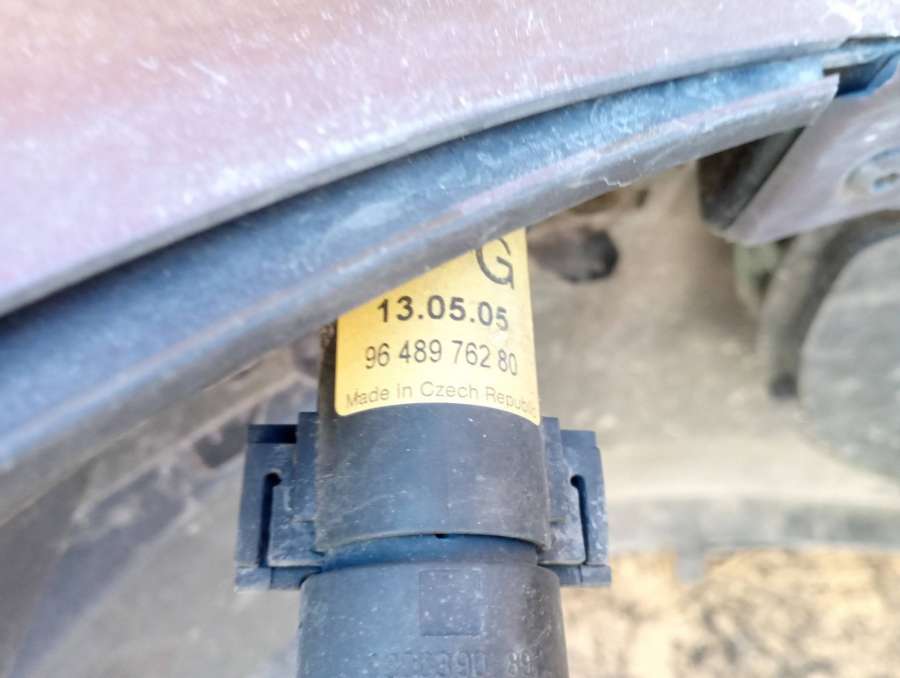 G
13.05.05
96 489 762 80
Made in Czech Republic